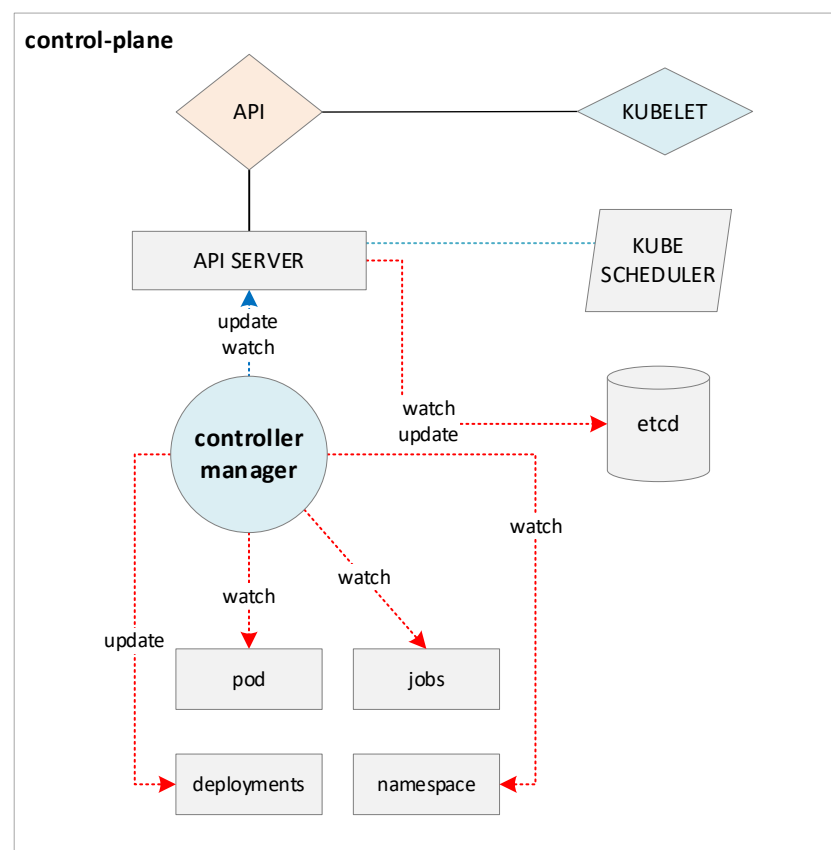 control-plane
API
KUBELET
API SERVER
KUBE
SCHEDULER
update
watch
watch
update
etcd
controller
manager
watch
watch
watch
update
pod
jobs
deployments
namespace